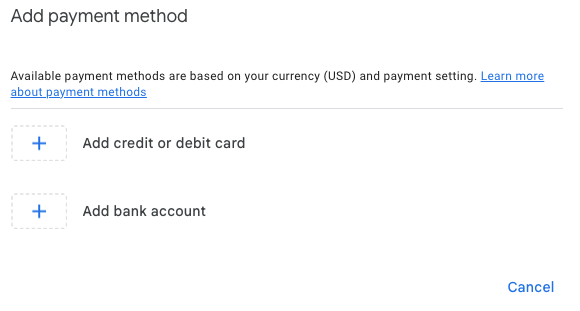 Add payment method
Available payment methods are based on your currency (USD) and payment setting. Learn more
about payment methods
Add credit or debit card
Add bank account
Cancel